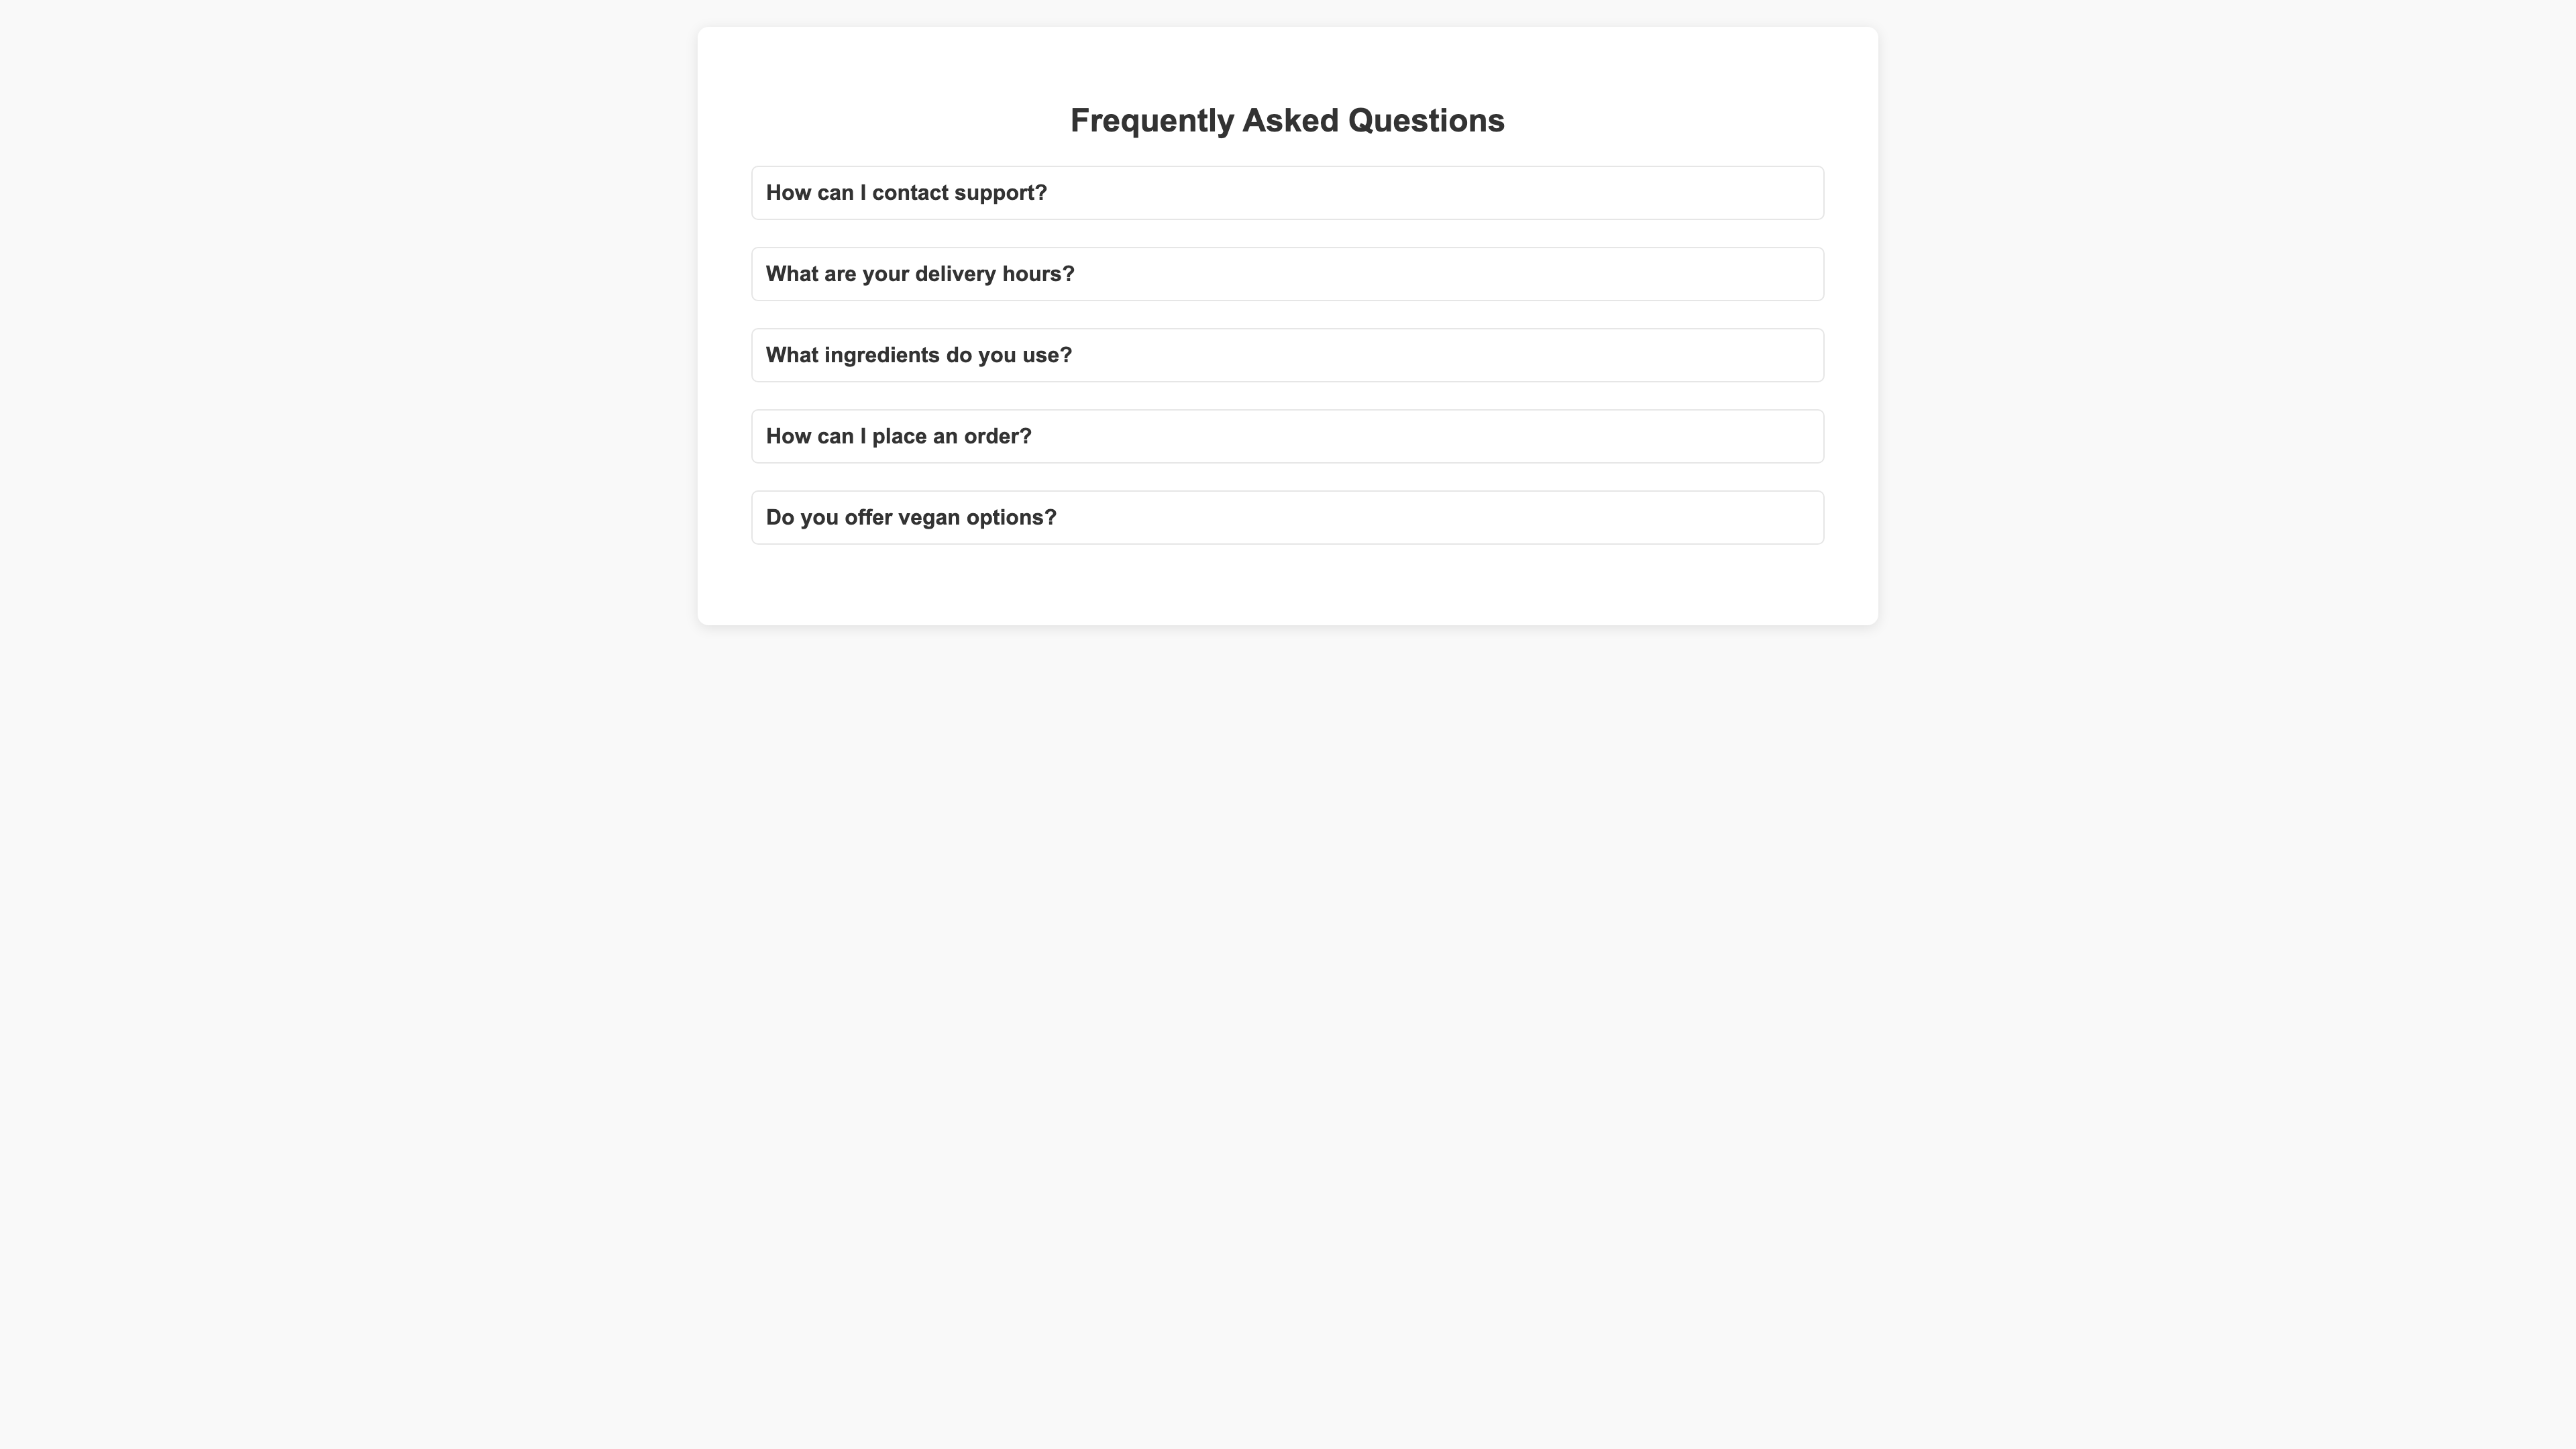 Frequently Asked Questions
How can I contact support?
What are your delivery hours?
What ingredients do you use?
How can I place an order?
Do you offer vegan options?